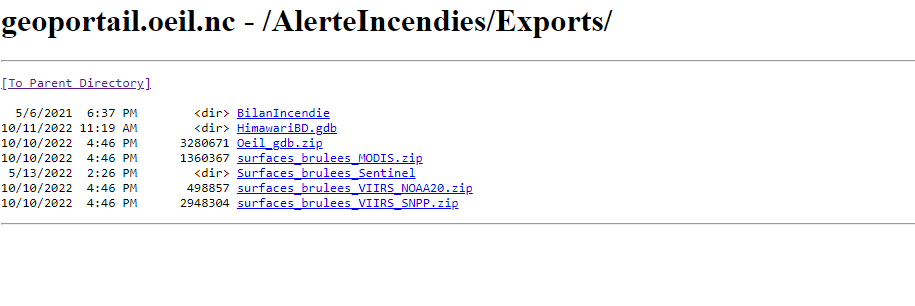 geoportail.oeil.nc - /AlerteIncendies/Exports/
[To Parent Directory]
5/6/2021 6:37 PM <dir> BilanIncendie
10/11/2022 11:19 AM <dir> HimawariBD.gdb
10/10/2022 4:46 PM 3280671 Oeil_gdb.zip
10/10/2022 4:46 PM 1360367 surfaces_brulees_MODIS.zip
5/13/2022 2:26 PM <dir> Surfaces_brulees_Sentinel
10/10/2022 4:46 PM 498857 surfaces_brulees_VIIRS_NOAA20.zip
10/10/2022 4:46 PM 2948304 surfaces_brulees_VIIRS_SNPP.zip